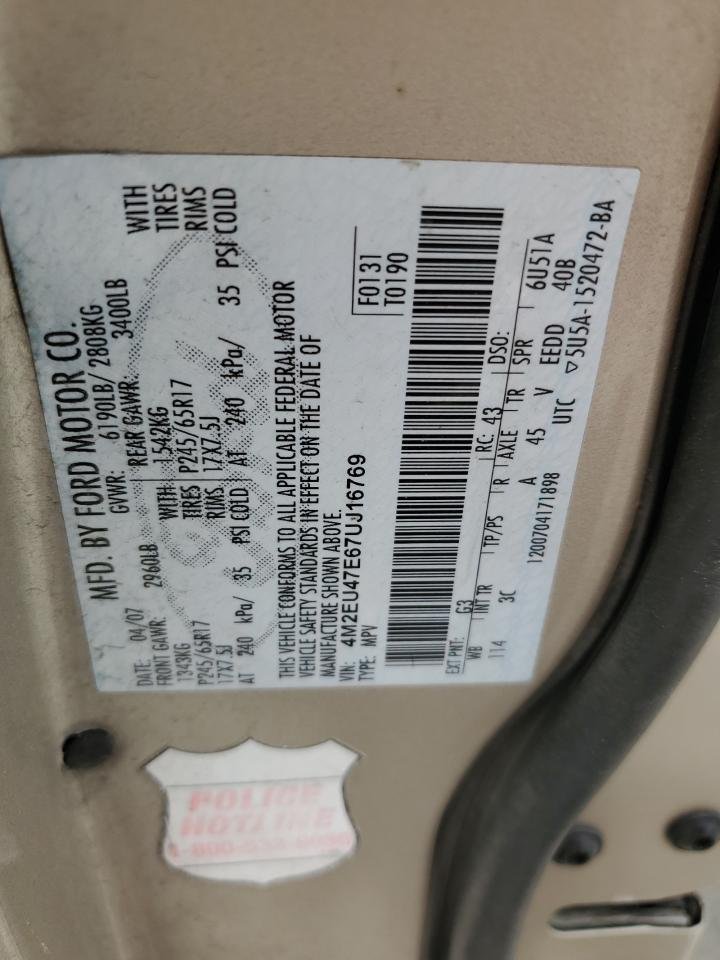 MFD. BY FORD MOTOR CO.
DATE: 04/07 GVWR: 6190LB/ 2808KG
FRONT GAWR: 2960LB REAR GAWR: 3400LB
1343KG WITH 1542KG WITH
P245/65R17 TIRES P245/65R17 TIRES
17X7.5J RIMS 17X7.5J RIMS
AT 240 kPa/ 35 PSI COLD AT 240 kPa/ 35 PSI COLD
THIS VEHICLE CONFORMS TO ALL APPLICABLE FEDERAL MOTOR
VEHICLE SAFETY STANDARDS IN EFFECT ON THE DATE OF
MANUFACTURE SHOWN ABOVE.
VIN: 4M2EU47E67UJ16769
TYPE: MPV
F0131
T0190
EXT PNT: G3 RC: 43 DSO:
WB INT TR TP/PS R AXLE TR SPR 6U51A
114 3C A 45 V EEDD 40B
1200704171898 UTC ▽5U5A-1520472-BA
POLICE
HOTLINE